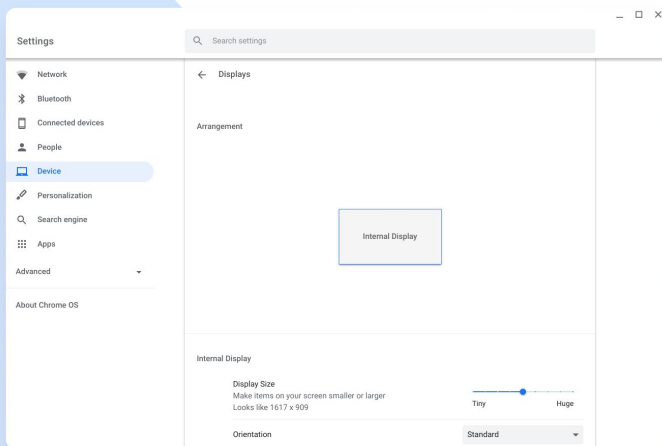 Settings
Search settings
Network
Bluetooth
Connected devices
People
Device
Personalization
Search engine
Apps
Advanced
About Chrome OS
Displays
Arrangement
Internal Display
Internal Display
Display Size
Make items on your screen smaller or larger
Looks like 1617 x 909
Tiny Huge
Orientation
Standard